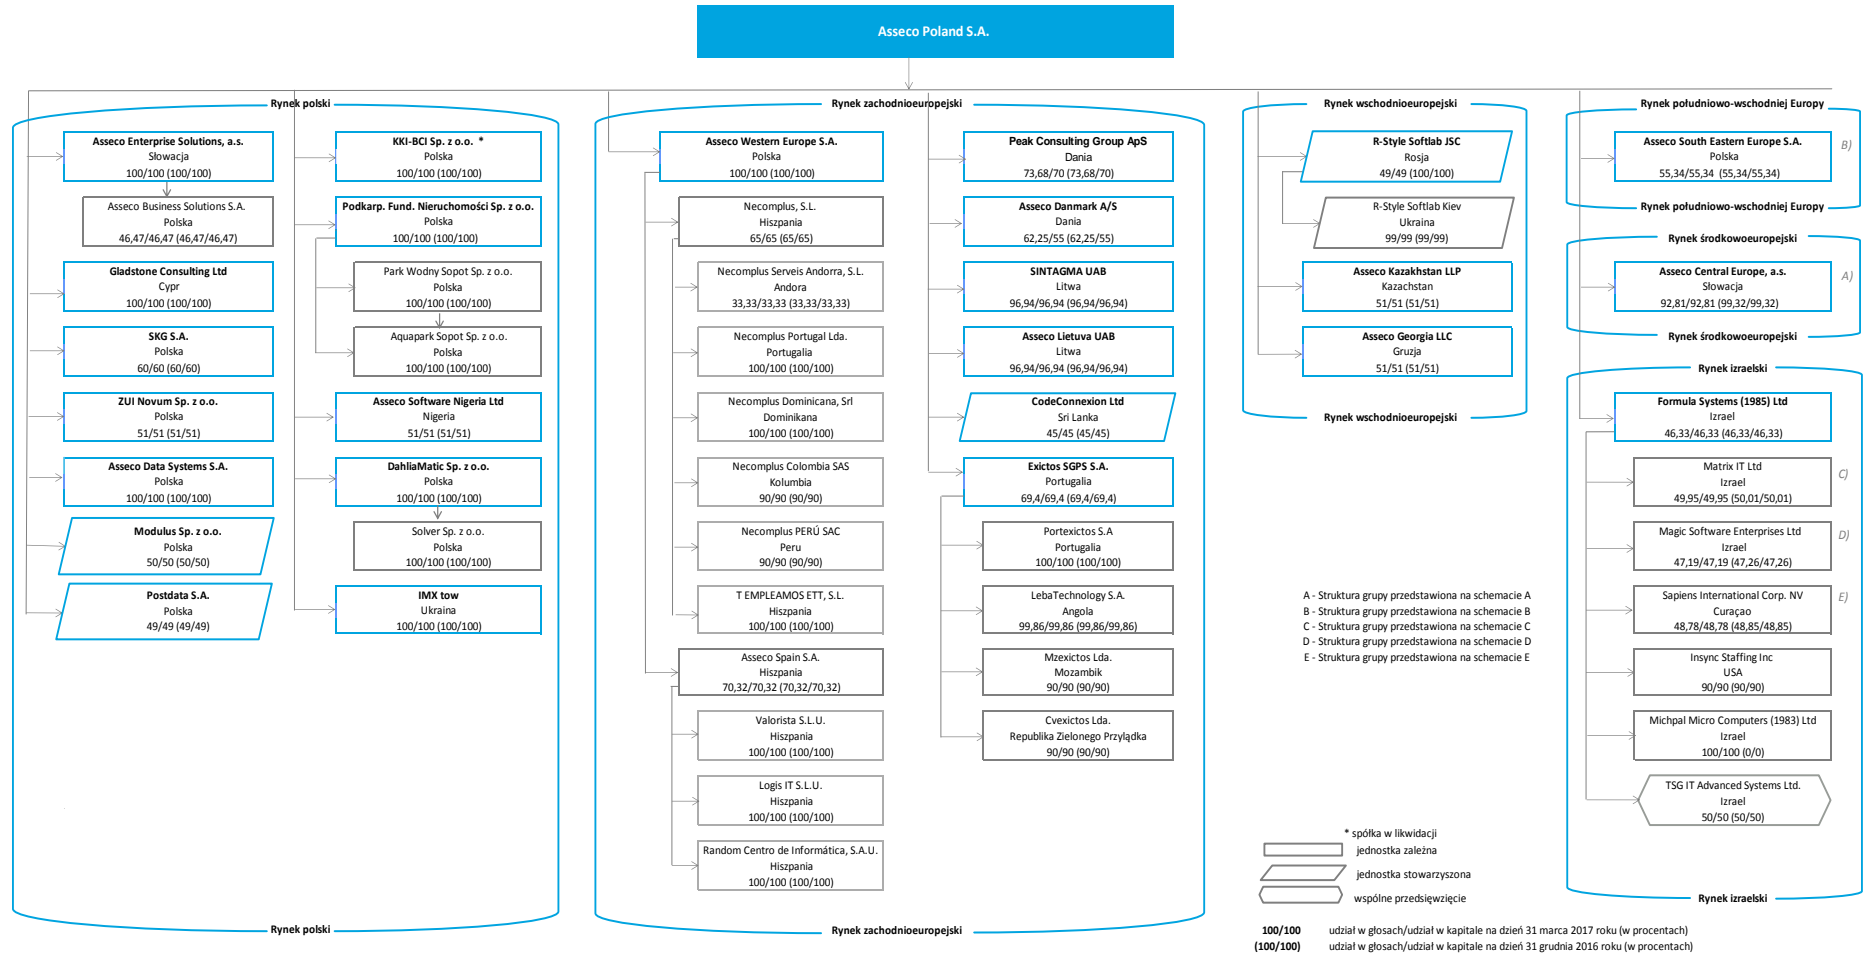 Asseco Poland S.A.
Rynek polski
Asseco Enterprise Solutions, a.s.
Słowacja
100/100 (100/100)
Asseco Business Solutions S.A.
Polska
46,47/46,47 (46,47/46,47)
Gladstone Consulting Ltd
Cypr
100/100 (100/100)
SKG S.A.
Polska
60/60 (60/60)
ZUI Novum Sp. z o.o.
Polska
51/51 (51/51)
Asseco Data Systems S.A.
Polska
100/100 (100/100)
Modulus Sp. z o.o.
Polska
50/50 (50/50)
Postdata S.A.
Polska
49/49 (49/49)
KKI-BCI Sp. z o.o. *
Polska
100/100 (100/100)
Podkarp. Fund. Nieruchomości Sp. z o.o.
Polska
100/100 (100/100)
Park Wodny Sopot Sp. z o.o.
Polska
100/100 (100/100)
Aquapark Sopot Sp. z o.o.
Polska
100/100 (100/100)
Asseco Software Nigeria Ltd
Nigeria
51/51 (51/51)
DahliaMatic Sp. z o.o.
Polska
100/100 (100/100)
Solver Sp. z o.o.
Polska
100/100 (100/100)
IMX tow
Ukraina
100/100 (100/100)
Rynek polski
Rynek zachodnioeuropejski
Asseco Western Europe S.A.
Polska
100/100 (100/100)
Necomplus, S.L.
Hiszpania
65/65 (65/65)
Necomplus Serveis Andorra, S.L.
Andora
33,33/33,33 (33,33/33,33)
Necomplus Portugal Lda.
Portugalia
100/100 (100/100)
Necomplus Dominicana, Srl
Dominikana
100/100 (100/100)
Necomplus Colombia SAS
Kolumbia
90/90 (90/90)
Necomplus PERÚ SAC
Peru
90/90 (90/90)
T EMPLEAMOS ETT, S.L.
Hiszpania
100/100 (100/100)
Asseco Spain S.A.
Hiszpania
70,32/70,32 (70,32/70,32)
Valorista S.L.U.
Hiszpania
100/100 (100/100)
Logis IT S.L.U.
Hiszpania
100/100 (100/100)
Random Centro de Informática, S.A.U.
Hiszpania
100/100 (100/100)
Peak Consulting Group ApS
Dania
73,68/70 (73,68/70)
Asseco Danmark A/S
Dania
62,25/55 (62,25/55)
SINTAGMA UAB
Litwa
96,94/96,94 (96,94/96,94)
Asseco Lietuva UAB
Litwa
96,94/96,94 (96,94/96,94)
CodeConnexion Ltd
Sri Lanka
45/45 (45/45)
Exictos SGPS S.A.
Portugalia
69,4/69,4 (69,4/69,4)
Portexictos S.A
Portugalia
100/100 (100/100)
LebaTechnology S.A.
Angola
99,86/99,86 (99,86/99,86)
Mzexictos Lda.
Mozambik
90/90 (90/90)
Cvexictos Lda.
Republika Zielonego Przylądka
90/90 (90/90)
Rynek zachodnioeuropejski
Rynek wschodnioeuropejski
R-Style Softlab JSC
Rosja
49/49 (100/100)
R-Style Softlab Kiev
Ukraina
99/99 (99/99)
Asseco Kazakhstan LLP
Kazachstan
51/51 (51/51)
Asseco Georgia LLC
Gruzja
51/51 (51/51)
Rynek wschodnioeuropejski
A - Struktura grupy przedstawiona na schemacie A
B - Struktura grupy przedstawiona na schemacie B
C - Struktura grupy przedstawiona na schemacie C
D - Struktura grupy przedstawiona na schemacie D
E - Struktura grupy przedstawiona na schemacie E
Rynek południowo-wschodniej Europy
Asseco South Eastern Europe S.A.
Polska
55,34/55,34 (55,34/55,34)
B)
Rynek południowo-wschodniej Europy
Rynek środkowoeuropejski
Asseco Central Europe, a.s.
Słowacja
92,81/92,81 (99,32/99,32)
A)
Rynek środkowoeuropejski
Rynek izraelski
Formula Systems (1985) Ltd
Izrael
46,33/46,33 (46,33/46,33)
Matrix IT Ltd
Izrael
49,95/49,95 (50,01/50,01)
C)
Magic Software Enterprises Ltd
Izrael
47,19/47,19 (47,26/47,26)
D)
Sapiens International Corp. NV
Curaçao
48,78/48,78 (48,85/48,85)
E)
Insync Staffing Inc
USA
90/90 (90/90)
Michpal Micro Computers (1983) Ltd
Izrael
100/100 (0/0)
TSG IT Advanced Systems Ltd.
Izrael
50/50 (50/50)
Rynek izraelski
* spółka w likwidacji
jednostka zależna
jednostka stowarzyszona
wspólne przedsięwzięcie
100/100 udział w głosach/udział w kapitale na dzień 31 marca 2017 roku (w procentach)
(100/100) udział w głosach/udział w kapitale na dzień 31 grudnia 2016 roku (w procentach)